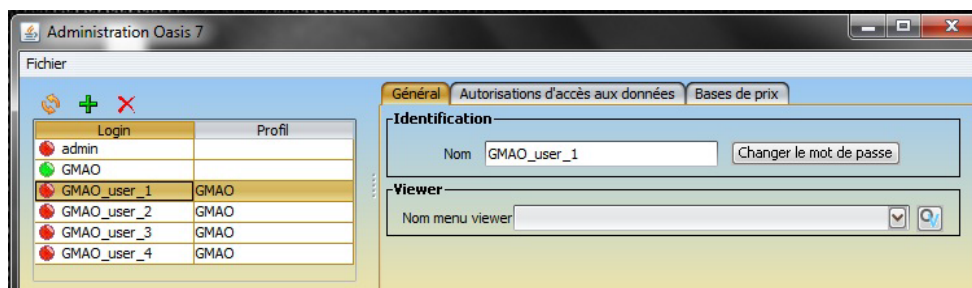 Administration Oasis 7
Fichier
Login Profil
admin
GMAO
GMAO_user_1 GMAO
GMAO_user_2 GMAO
GMAO_user_3 GMAO
GMAO_user_4 GMAO
Général Autorisations d'accès aux données Bases de prix
Identification
Nom GMAO_user_1 Changer le mot de passe
Viewer
Nom menu viewer